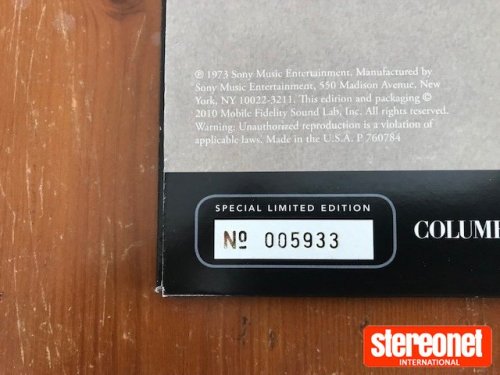 ℗ 1973 Sony Music Entertainment. Manufactured by
Sony Music Entertainment, 550 Madison Avenue, New
York, NY 10022-3211. This edition and packaging ©
2010 Mobile Fidelity Sound Lab, Inc. All rights reserved.
Warning: Unauthorized reproduction is a violation of
applicable laws. Made in the U.S.A. P 760784
SPECIAL LIMITED EDITION
Nº 005933
COLUME
stereonet
INTERNATIONAL